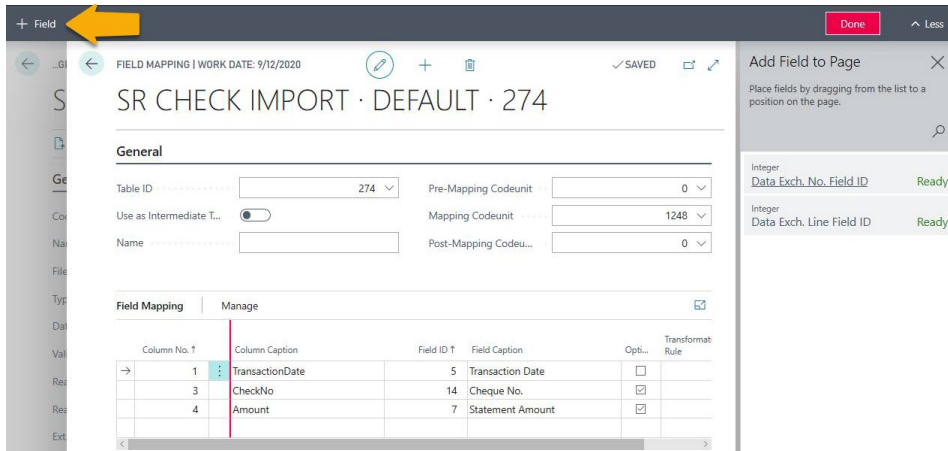 + Field
Done
Less
FIELD MAPPING | WORK DATE: 9/12/2020
SAVED
SR CHECK IMPORT · DEFAULT · 274
General
Table ID
274
Pre-Mapping Codeunit
0
Use as Intermediate T...
Mapping Codeunit
1248
Name
Post-Mapping Codeu...
0
Field Mapping
Manage
Column No. ↑
Column Caption
Field ID ↑
Field Caption
Opti...
Transformat
Rule
→ 1 TransactionDate 5 Transaction Date
3 CheckNo 14 Cheque No.
4 Amount 7 Statement Amount
Add Field to Page
Place fields by dragging from the list to a
position on the page.
Integer
Data Exch. No. Field ID Ready
Integer
Data Exch. Line Field ID Ready